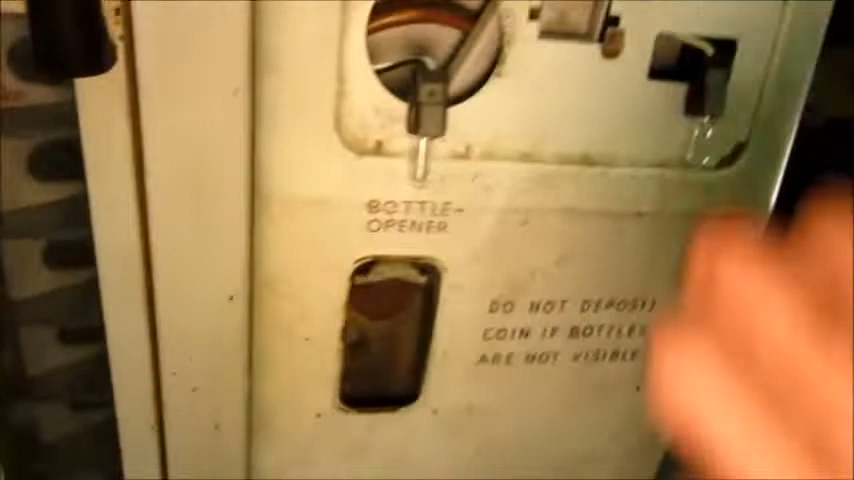 BOTTLE-
OPENER
DO NOT DEPOSIT
COIN IF BOTTLES
ARE NOT VISIBLE